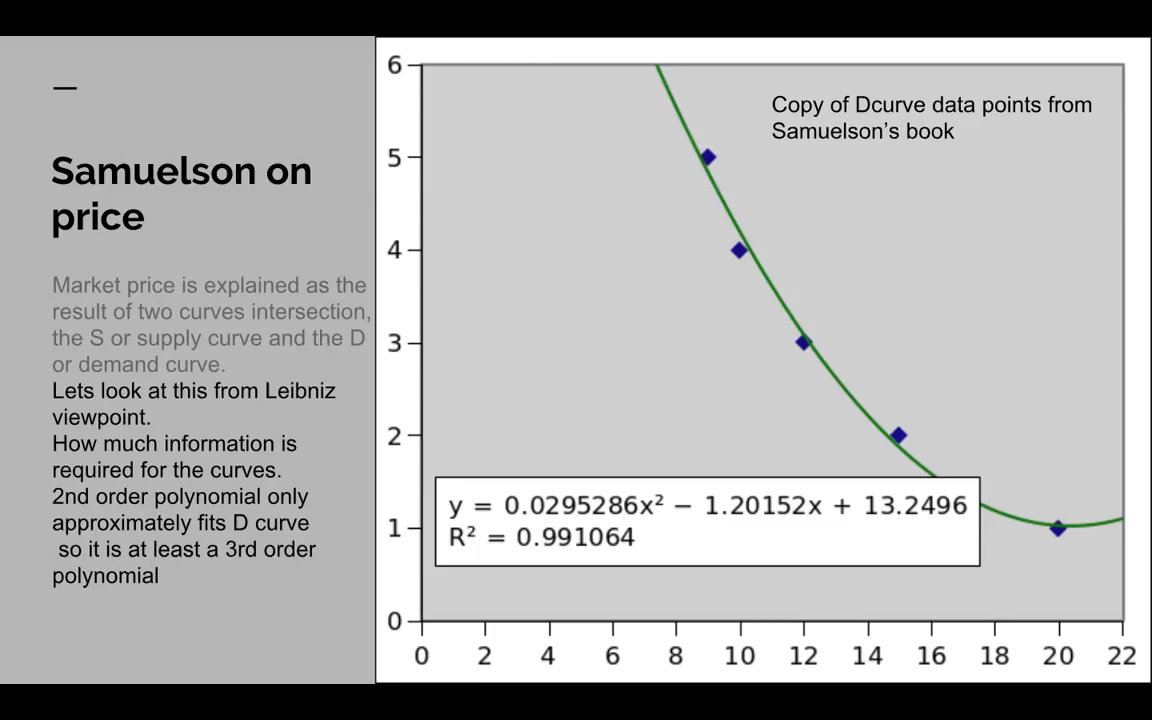 —
Samuelson on
price
Market price is explained as the
result of two curves intersection,
the S or supply curve and the D
or demand curve.
Lets look at this from Leibniz
viewpoint.
How much information is
required for the curves.
2nd order polynomial only
approximately fits D curve
so it is at least a 3rd order
polynomial
Copy of Dcurve data points from
Samuelson’s book
6
5
4
3
2
1
0
y = 0.0295286x² − 1.20152x + 13.2496
R² = 0.991064
0 2 4 6 8 10 12 14 16 18 20 22